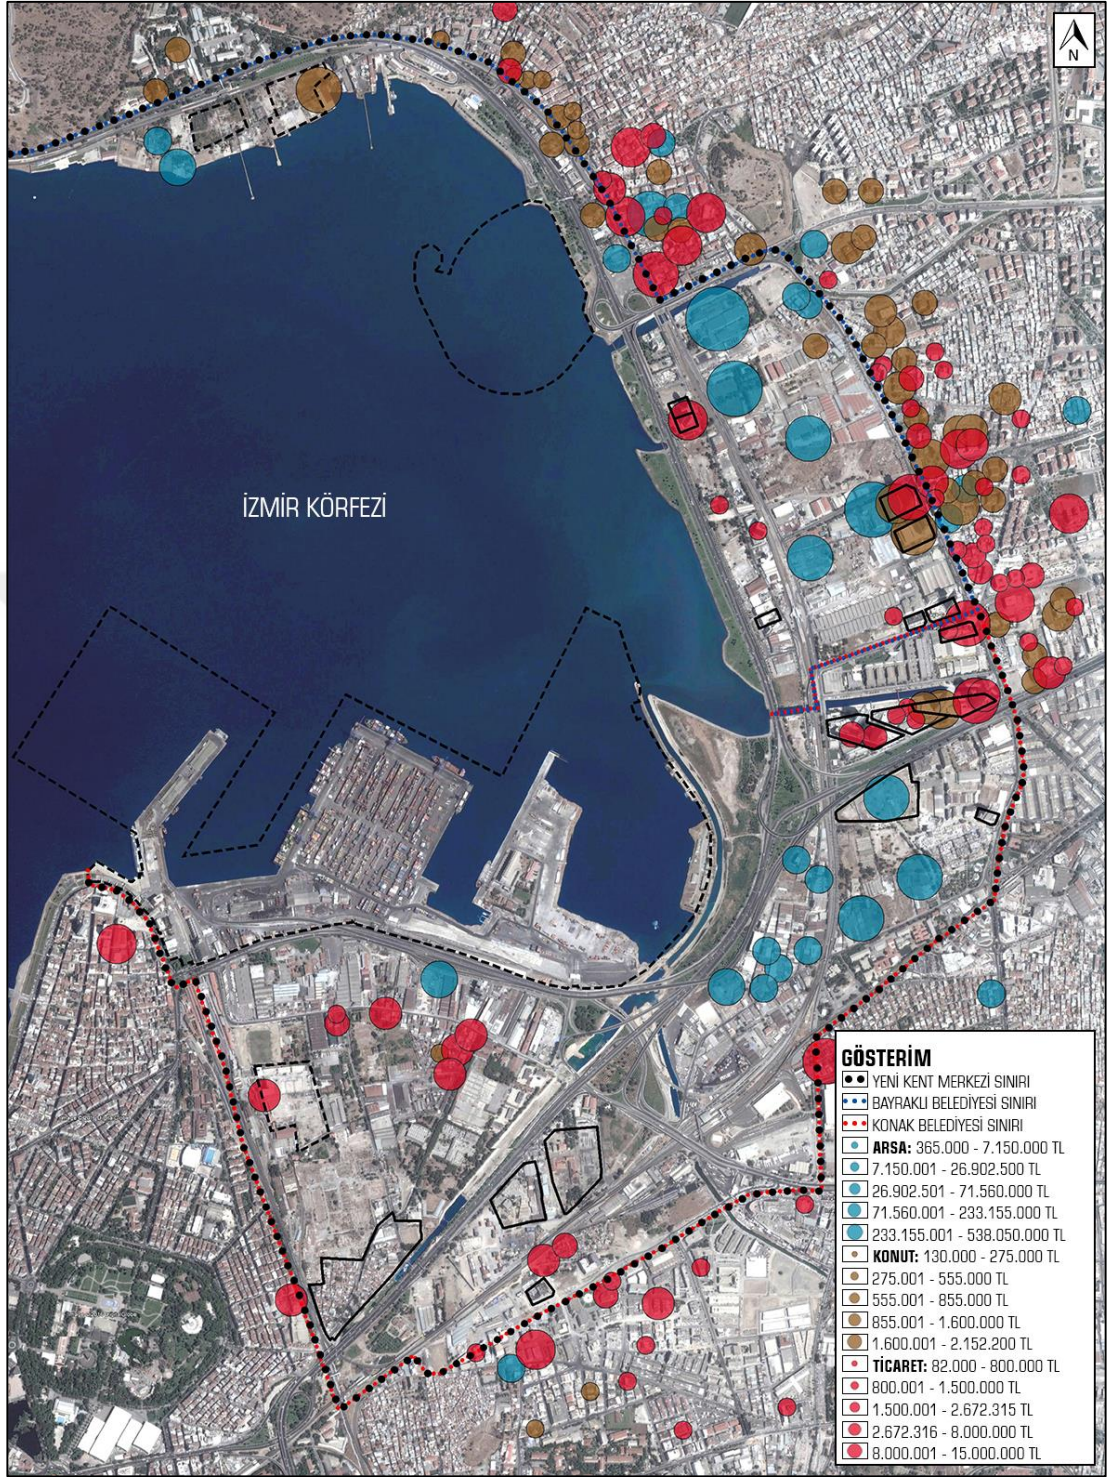 N
İZMİR KÖRFEZİ
GÖSTERİM
YENİ KENT MERKEZİ SINIRI
BAYRAKLI BELEDİYESİ SINIRI
KONAK BELEDİYESİ SINIRI
ARSA: 365.000 - 7.150.000 TL
7.150.001 - 26.902.500 TL
26.902.501 - 71.560.000 TL
71.560.001 - 233.155.000 TL
233.155.001 - 538.050.000 TL
KONUT: 130.000 - 275.000 TL
275.001 - 555.000 TL
555.001 - 855.000 TL
855.001 - 1.600.000 TL
1.600.001 - 2.152.200 TL
TİCARET: 82.000 - 800.000 TL
800.001 - 1.500.000 TL
1.500.001 - 2.672.315 TL
2.672.316 - 8.000.000 TL
8.000.001 - 15.000.000 TL